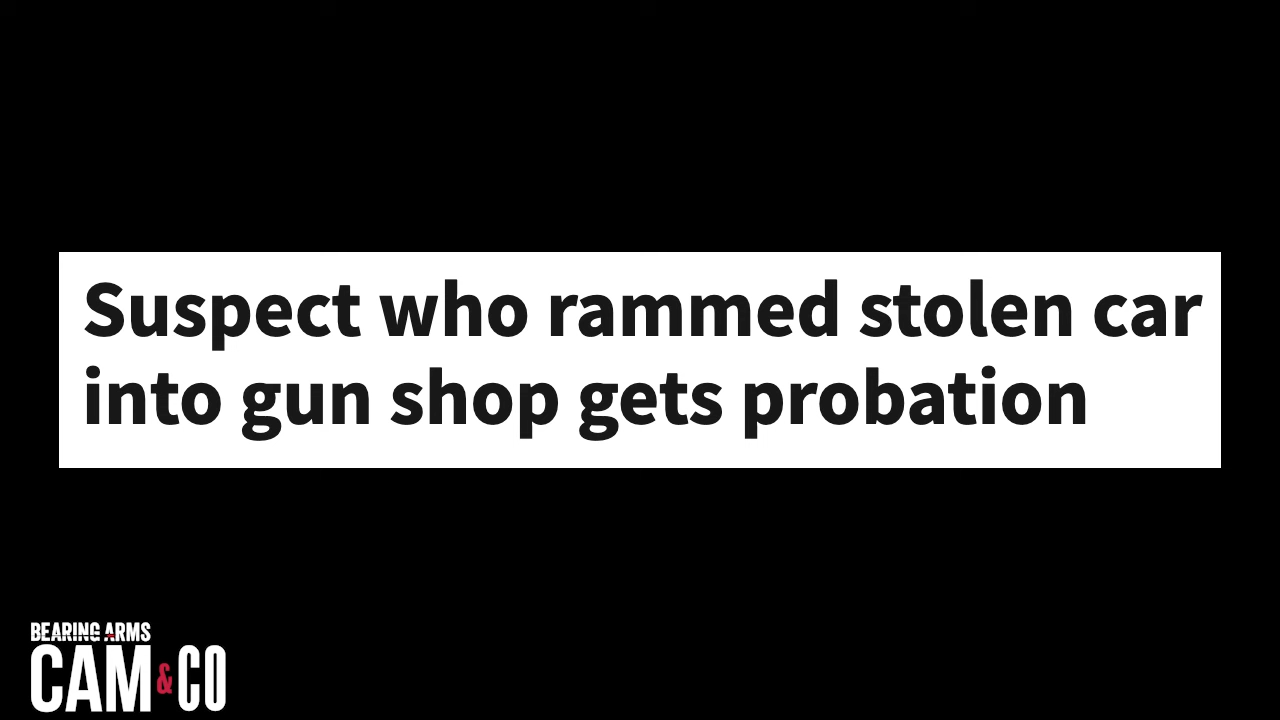 Suspect who rammed stolen car
into gun shop gets probation
BEARING ARMS
CAM & CO